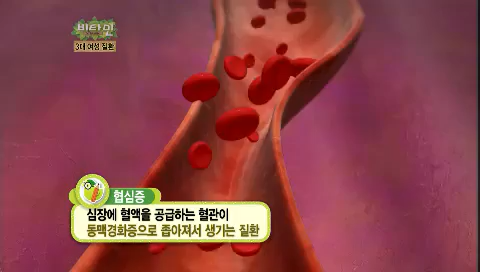 비타민
3대 여성 질환
협심증
심장에 혈액을 공급하는 혈관이
동맥경화증으로 좁아져서 생기는 질환